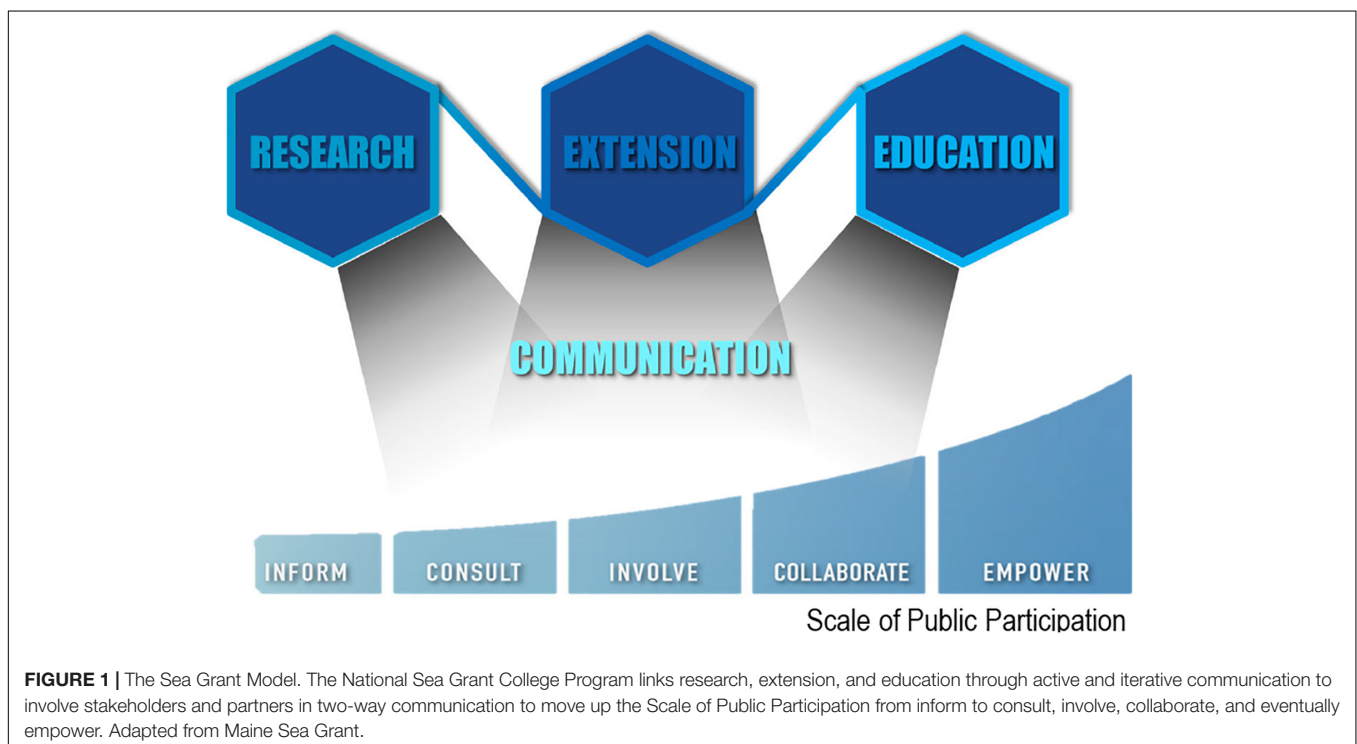 RESEARCH EXTENSION EDUCATION
COMMUNICATION
INFORM CONSULT INVOLVE COLLABORATE EMPOWER
Scale of Public Participation
FIGURE 1 | The Sea Grant Model. The National Sea Grant College Program links research, extension, and education through active and iterative communication to
involve stakeholders and partners in two-way communication to move up the Scale of Public Participation from inform to consult, involve, collaborate, and eventually
empower. Adapted from Maine Sea Grant.